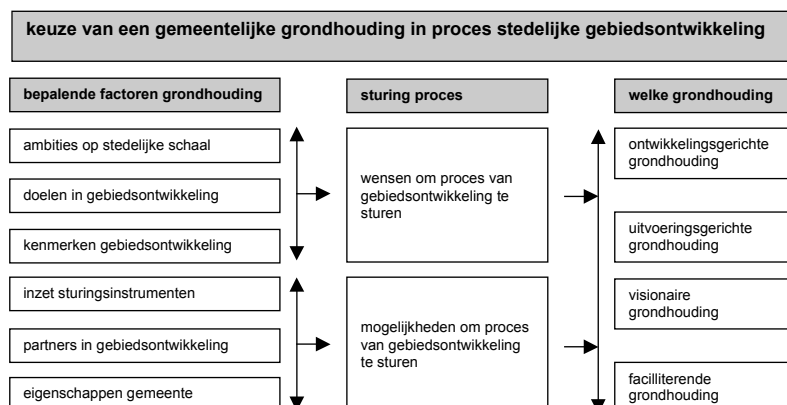 keuze van een gemeentelijke grondhouding in proces stedelijke gebiedsontwikkeling
bepalende factoren grondhouding
ambities op stedelijke schaal
doelen in gebiedsontwikkeling
kenmerken gebiedsontwikkeling
inzet sturingsinstrumenten
partners in gebiedsontwikkeling
eigenschappen gemeente
sturing proces
wensen om proces van
gebiedsontwikkeling te
sturen
mogelijkheden om proces
van gebiedsontwikkeling
te sturen
welke grondhouding
ontwikkelingsgerichte
grondhouding
uitvoeringsgerichte
grondhouding
visionaire
grondhouding
facilliterende
grondhouding